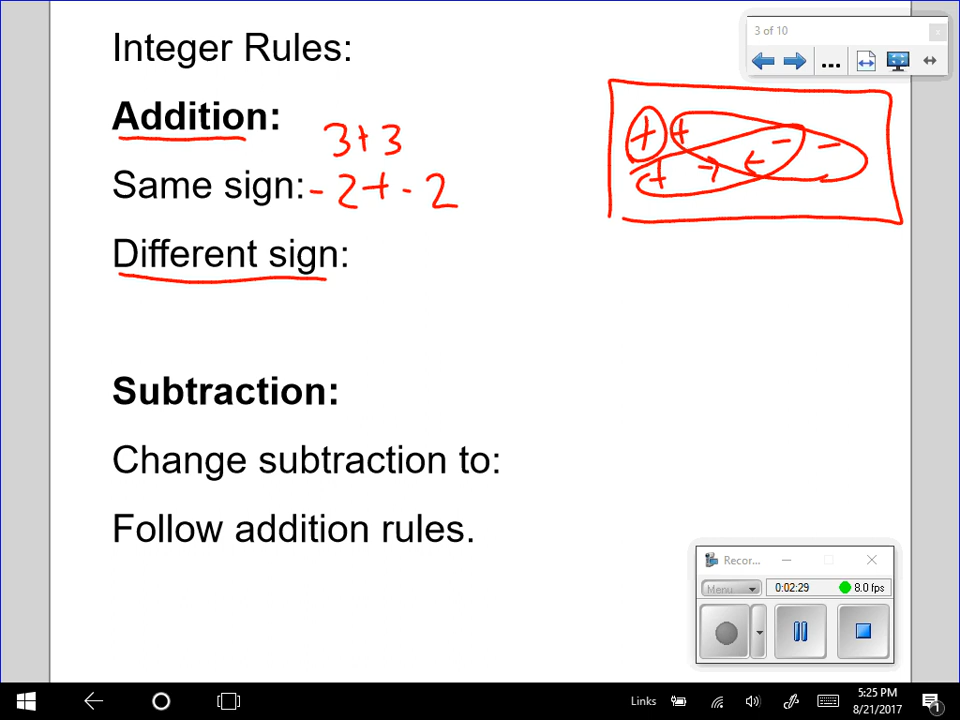 Integer Rules:
3 of 10
Addition:
3+3
+ + - -
Same sign: -2+-2
Different sign:
Subtraction:
Change subtraction to:
Follow addition rules.
Recor...
Menu
0:02:29
8.0 fps
Links
5:25 PM
8/21/2017
1